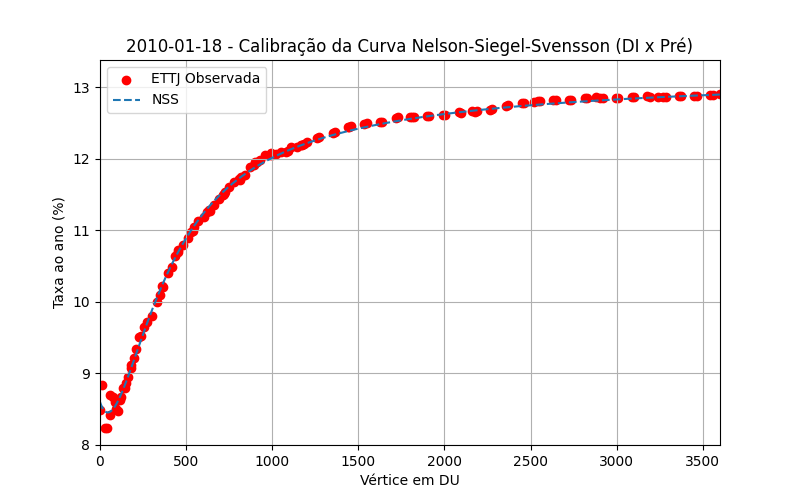 2010-01-18 - Calibração da Curva Nelson-Siegel-Svensson (DI x Pré)
ETTJ Observada
NSS
Taxa ao ano (%)
13
12
11
10
9
8
0 500 1000 1500 2000 2500 3000 3500
Vértice em DU